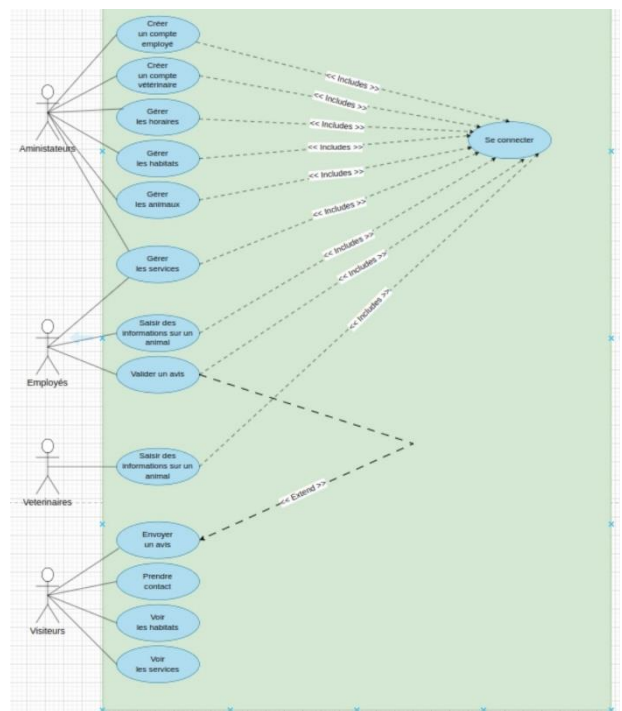 Créer
un compte
employé
Créer
un compte
vétérinaire
Gérer
les horaires
Gérer
les habitats
Gérer
les animaux
Gérer
les services
Saisir des
informations sur un
animal
Valider un avis
Saisir des
informations sur un
animal
Envoyer
un avis
Prendre
contact
Voir
les habitats
Voir
les services
Aministateurs
Employés
Veterinaires
Visiteurs
<< Includes >>
<< Includes >>
<< Includes >>
<< Includes >>
<< Includes >>
<< Includes >>
<< Includes >>
<< Includes >>
<< Includes >>
<< Extend >>
Se connecter